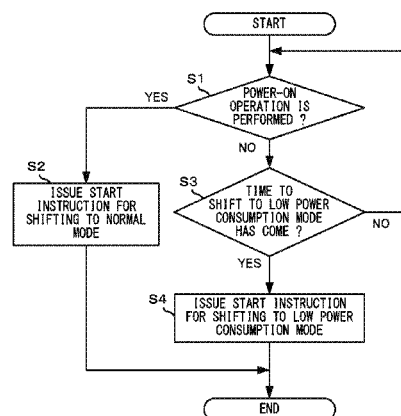 START
S1
POWER-ON
OPERATION IS
PERFORMED ?
YES
NO
S2
ISSUE START
INSTRUCTION FOR
SHIFTING TO NORMAL
MODE
S3
TIME TO
SHIFT TO LOW POWER
CONSUMPTION MODE
HAS COME ?
NO
YES
S4
ISSUE START INSTRUCTION
FOR SHIFTING TO LOW POWER
CONSUMPTION MODE
END